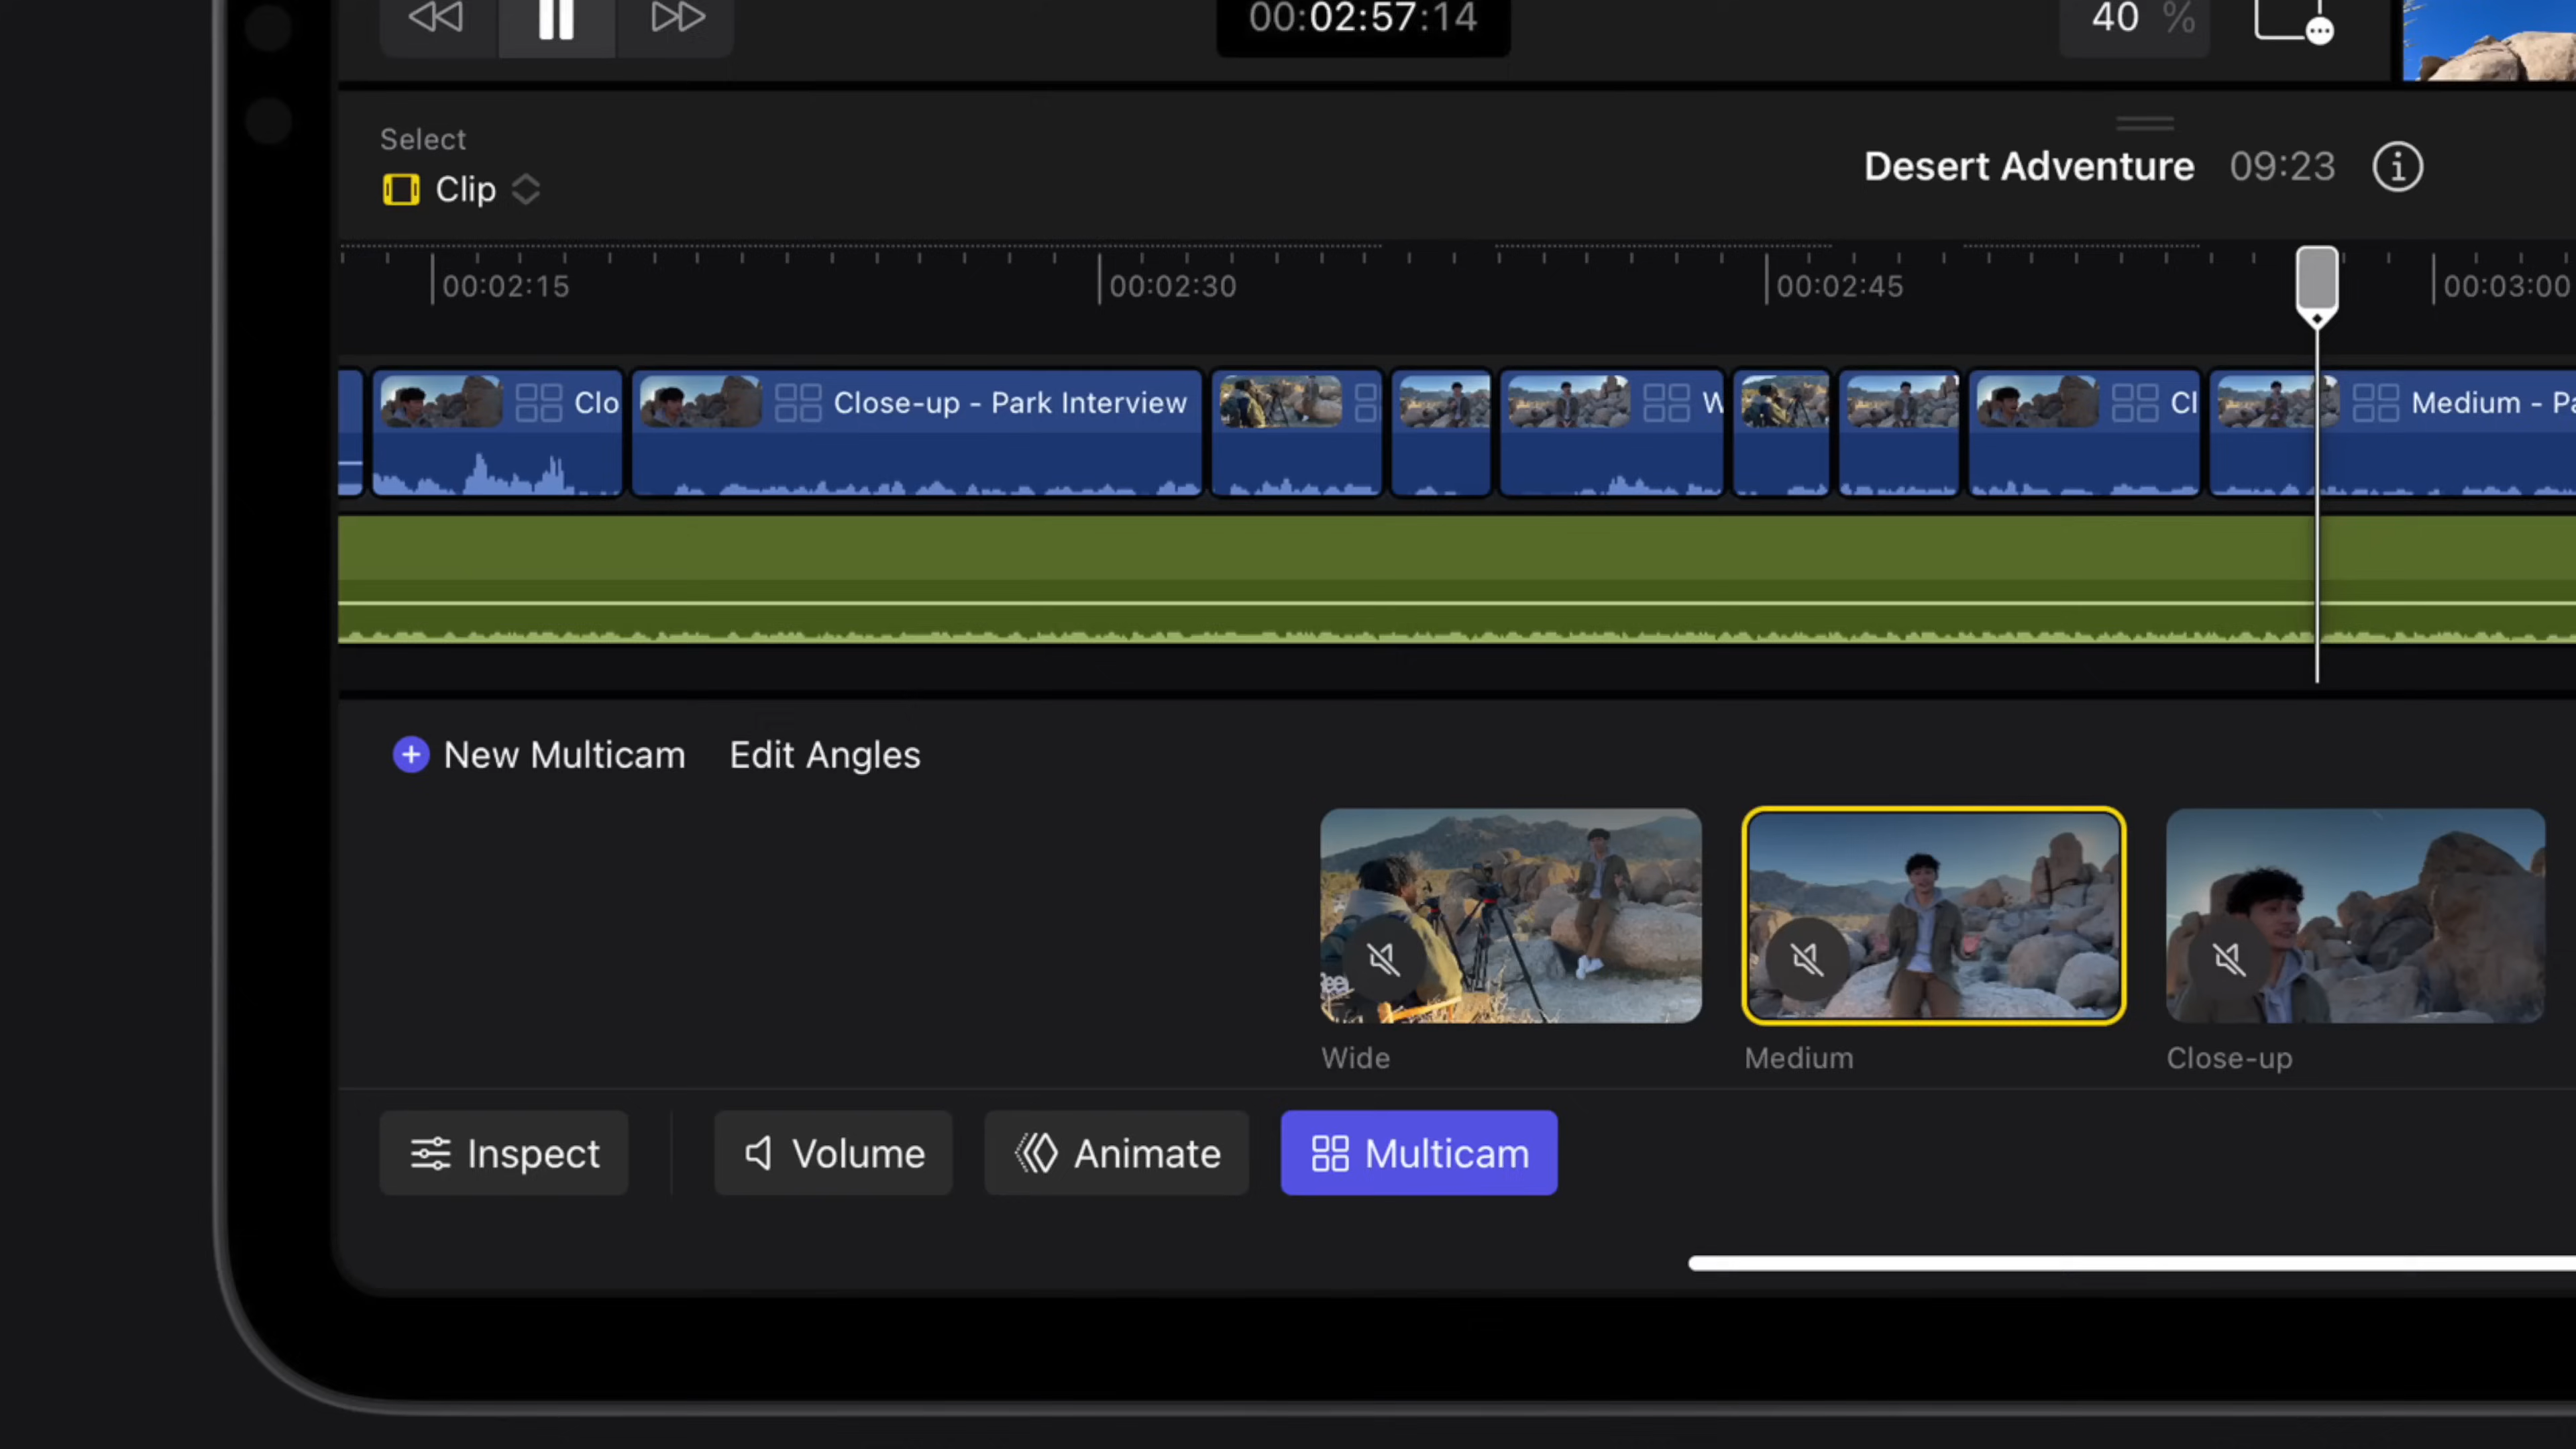 00:02:57:14
40 %
Select
Clip
Desert Adventure 09:23
00:02:15 00:02:30 00:02:45 00:03:00
Clo Close-up - Park Interview W Cl Medium - Pa
New Multicam Edit Angles
Wide Medium Close-up
Inspect Volume Animate Multicam